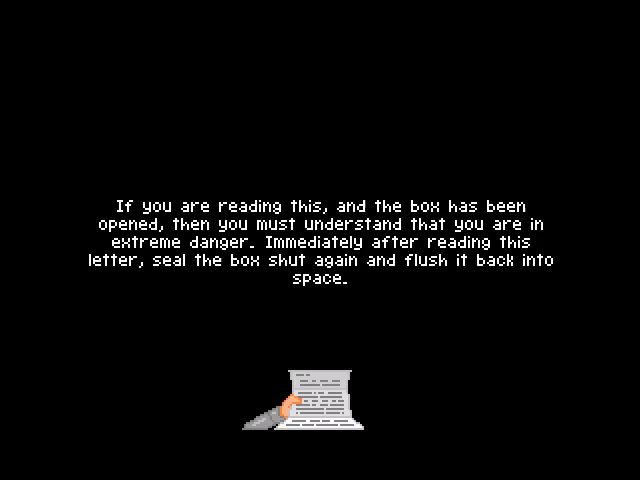 If you are reading this, and the box has been
opened, then you must understand that you are in
extreme danger. Immediately after reading this
letter, seal the box shut again and flush it back into
space.